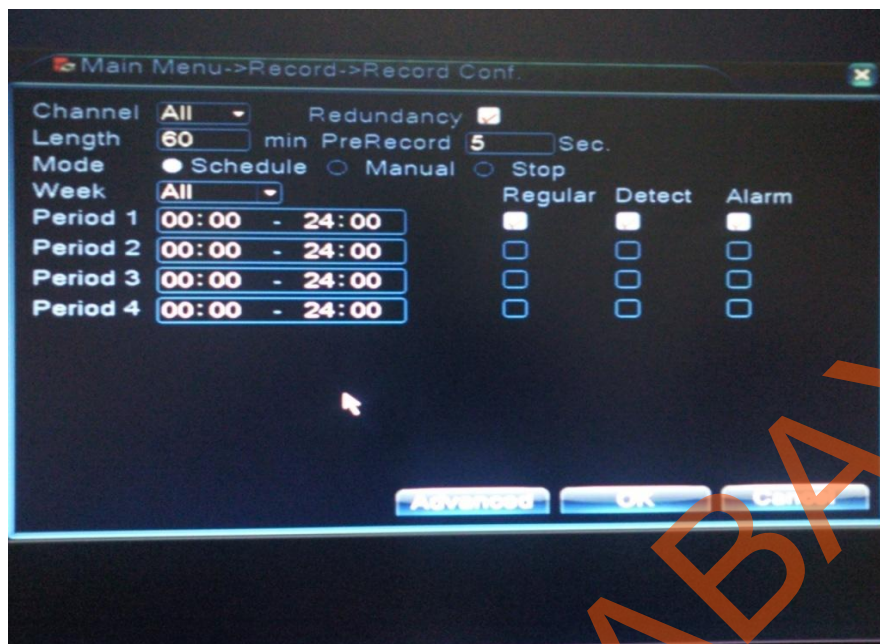 Main Menu->Record->Record Conf.
Channel All Redundancy
Length 60 min PreRecord 5 Sec.
Mode Schedule Manual Stop
Week All Regular Detect Alarm
Period 1 00:00 - 24:00
Period 2 00:00 - 24:00
Period 3 00:00 - 24:00
Period 4 00:00 - 24:00
Advanced OK Cancel